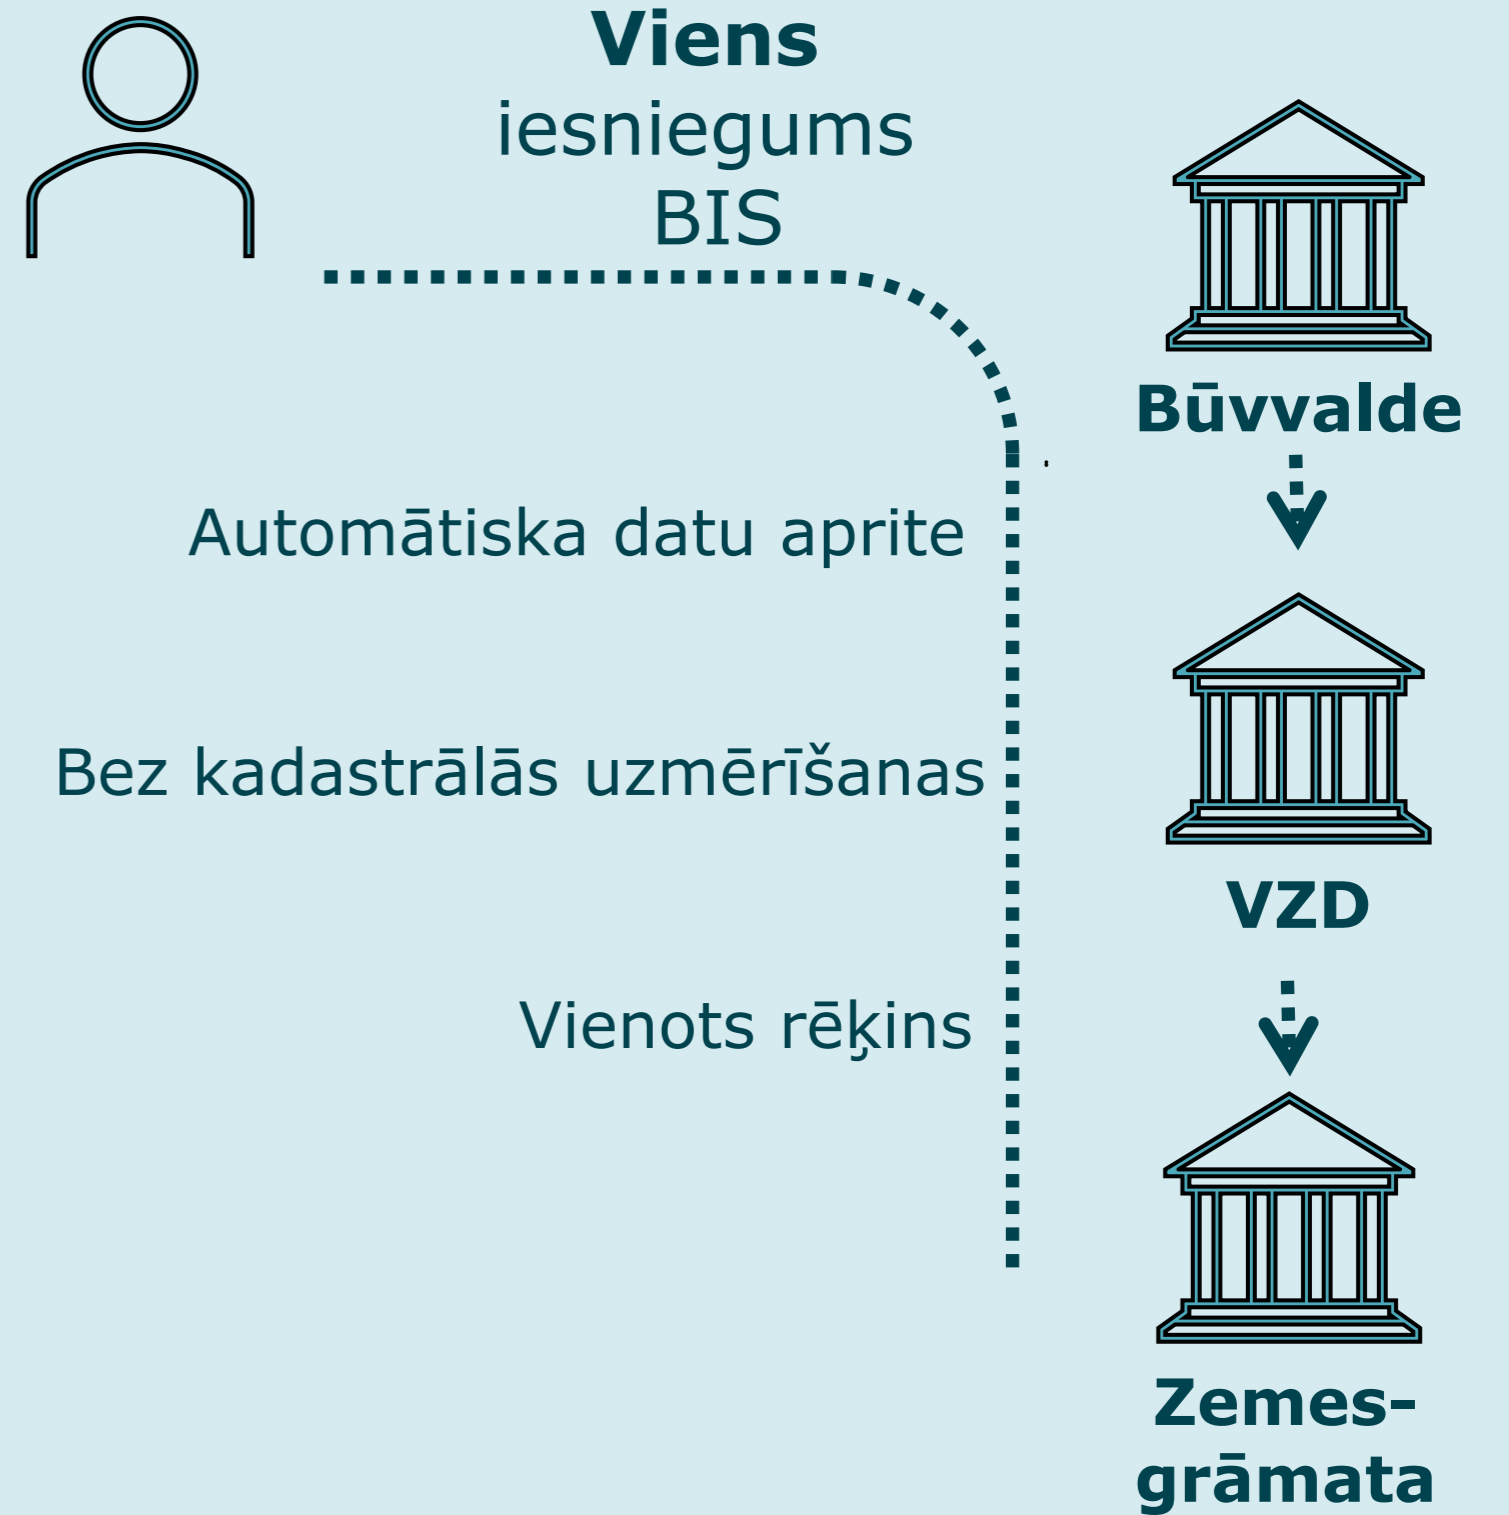 Viens
iesniegums
BIS
Būvvalde
Automātiska datu aprite
Bez kadastrālās uzmērīšanas
VZD
Vienots rēķins
Zemes-
grāmata